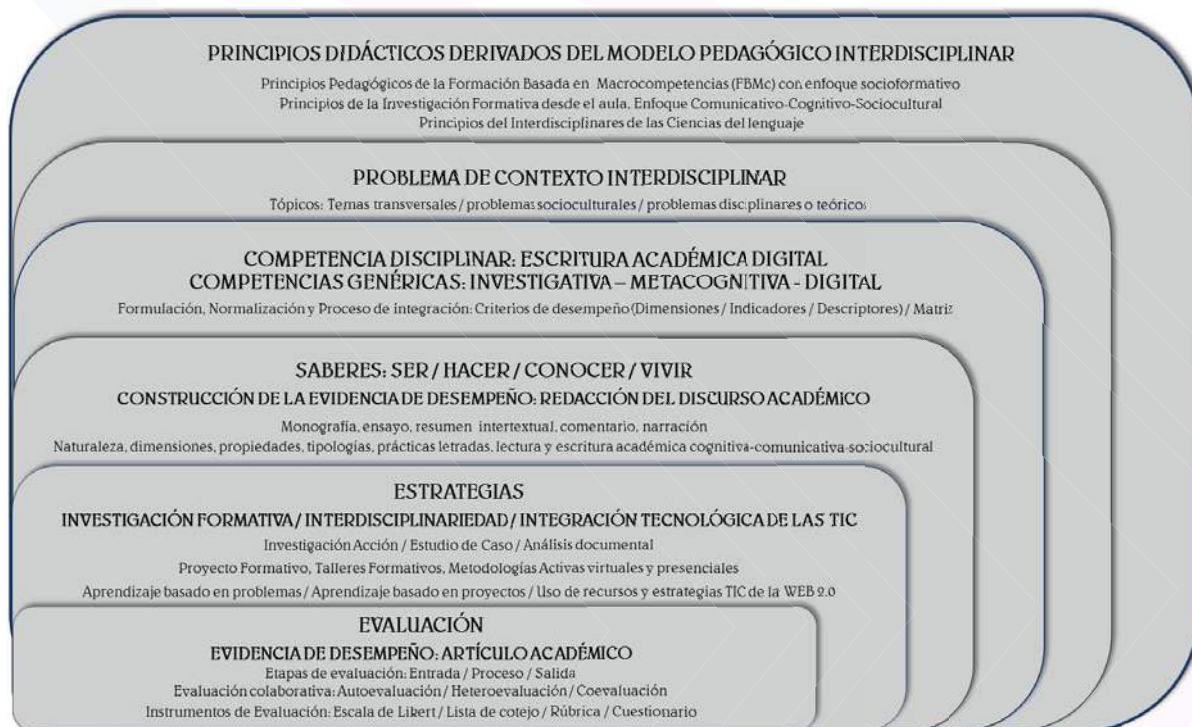 PRINCIPIOS DIDÁCTICOS DERIVADOS DEL MODELO PEDAGÓGICO INTERDISCIPLINAR
Principios Pedagógicos de la Formación Basada en Macrocompetencias (FBMc) con enfoque socioformativo
Principios de la Investigación Formativa desde el aula, Enfoque Comunicativo-Cognitivo-Sociocultural
Principios del Interdisciplinares de las Ciencias del lenguaje
PROBLEMA DE CONTEXTO INTERDISCIPLINAR
Tópicos: Temas transversales / problemas socioculturales / problemas disciplinares o teóricos
COMPETENCIA DISCIPLINAR: ESCRITURA ACADÉMICA DIGITAL
COMPETENCIAS GENÉRICAS: INVESTIGATIVA – METACOGNITIVA - DIGITAL
Formulación, Normalización y Proceso de integración: Criterios de desempeño (Dimensiones / Indicadores / Descriptores) / Matriz
SABERES: SER / HACER / CONOCER / VIVIR
CONSTRUCCIÓN DE LA EVIDENCIA DE DESEMPEÑO: REDACCIÓN DEL DISCURSO ACADÉMICO
Monografía, ensayo, resumen intertextual, comentario, narración
Naturaleza, dimensiones, propiedades, tipologías, prácticas letradas, lectura y escritura académica cognitiva-comunicativa-sociocultural
ESTRATEGIAS
INVESTIGACIÓN FORMATIVA / INTERDISCIPLINARIEDAD / INTEGRACIÓN TECNOLÓGICA DE LAS TIC
Investigación Acción / Estudio de Caso / Análisis documental
Proyecto Formativo, Talleres Formativos, Metodologías Activas virtuales y presenciales
Aprendizaje basado en problemas / Aprendizaje basado en proyectos / Uso de recursos y estrategias TIC de la WEB 2.0
EVALUACIÓN
EVIDENCIA DE DESEMPEÑO: ARTÍCULO ACADÉMICO
Etapas de evaluación: Entrada / Proceso / Salida
Evaluación colaborativa: Autoevaluación / Heteroevaluación / Coevaluación
Instrumentos de Evaluación: Escala de Likert / Lista de cotejo / Rúbrica / Cuestionario